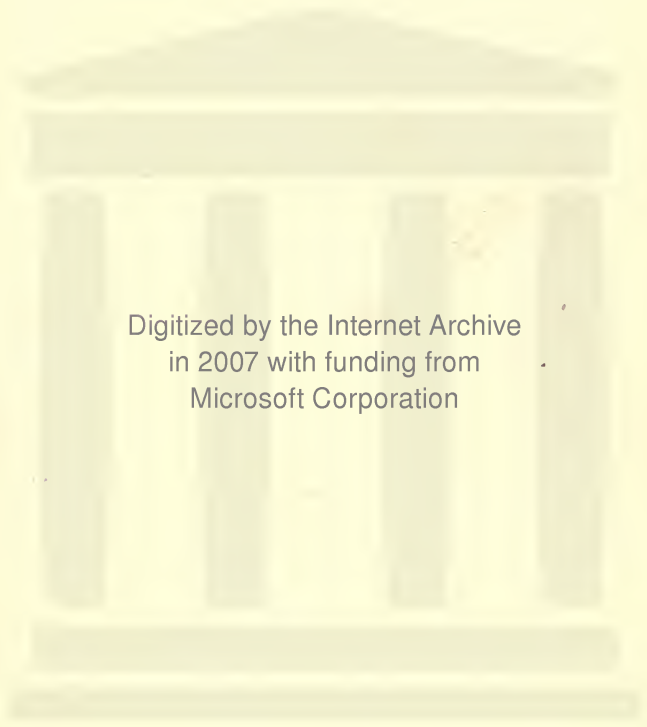 Digitized by the Internet Archive
in 2007 with funding from
Microsoft Corporation